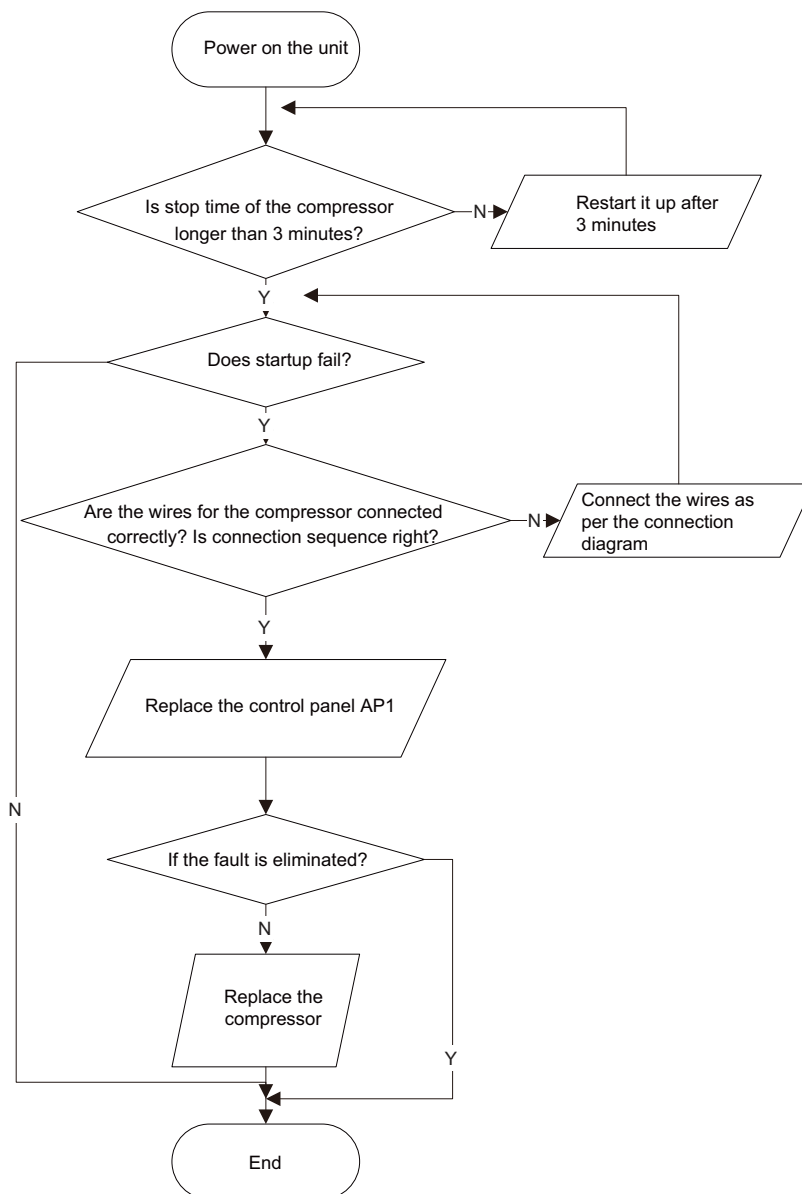 Power on the unit
Is stop time of the compressor
longer than 3 minutes?
N
Restart it up after
3 minutes
Y
Does startup fail?
Y
Are the wires for the compressor connected
correctly? Is connection sequence right?
N
Connect the wires as
per the connection
diagram
Y
Replace the control panel AP1
N
If the fault is eliminated?
N
Replace the
compressor
Y
End